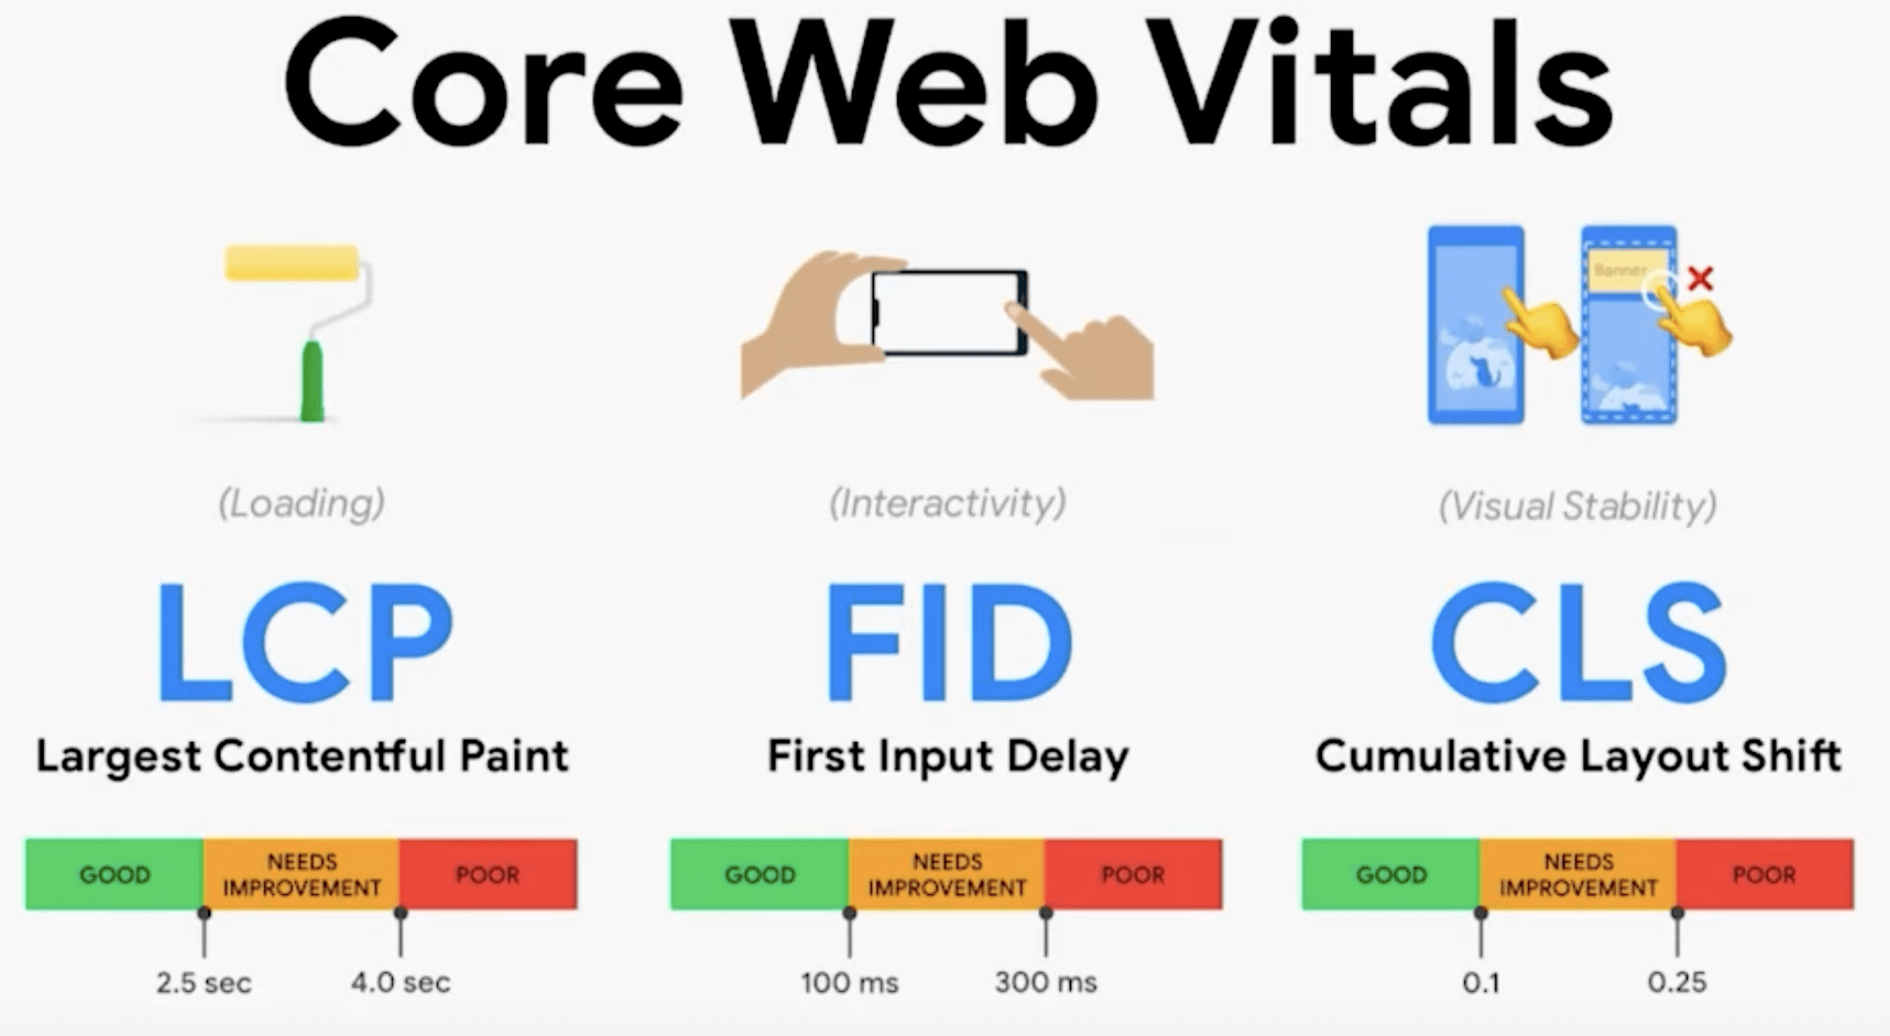 Core Web Vitals
Banner
(Loading)
(Interactivity)
(Visual Stability)
LCP
FID
CLS
Largest Contentful Paint
First Input Delay
Cumulative Layout Shift
GOOD
NEEDS
IMPROVEMENT
POOR
2.5 sec
4.0 sec
GOOD
NEEDS
IMPROVEMENT
POOR
100 ms
300 ms
GOOD
NEEDS
IMPROVEMENT
POOR
0.1
0.25